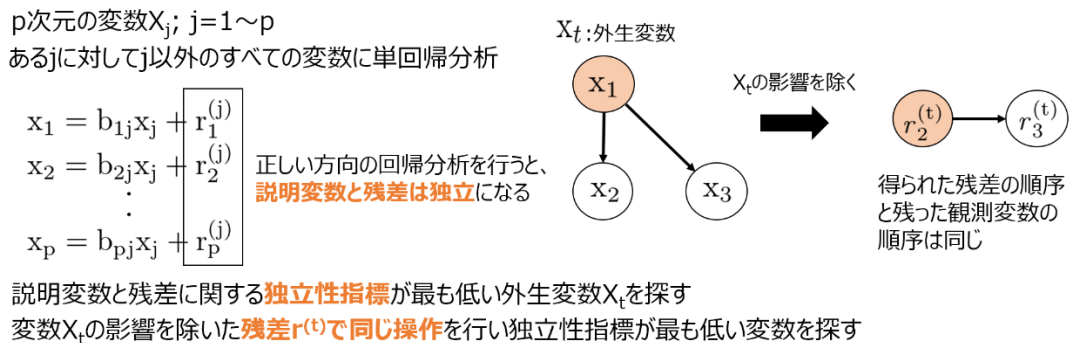 p次元の変数Xj; j=1～p
あるjに対してj以外のすべての変数に単回帰分析
x1 = b1jxj + r1(j)
x2 = b2jxj + r2(j)
・
・
xp = bpjxj + rp(j)
正しい方向の回帰分析を行うと、
説明変数と残差は独立になる
Xt:外生変数
x1
x2
x3
Xtの影響を除く
r2(t)
r3(t)
得られた残差の順序
と残った観測変数の
順序は同じ
説明変数と残差に関する独立性指標が最も低い外生変数Xtを探す
変数Xtの影響を除いた残差r(t)で同じ操作を行い独立性指標が最も低い変数を探す